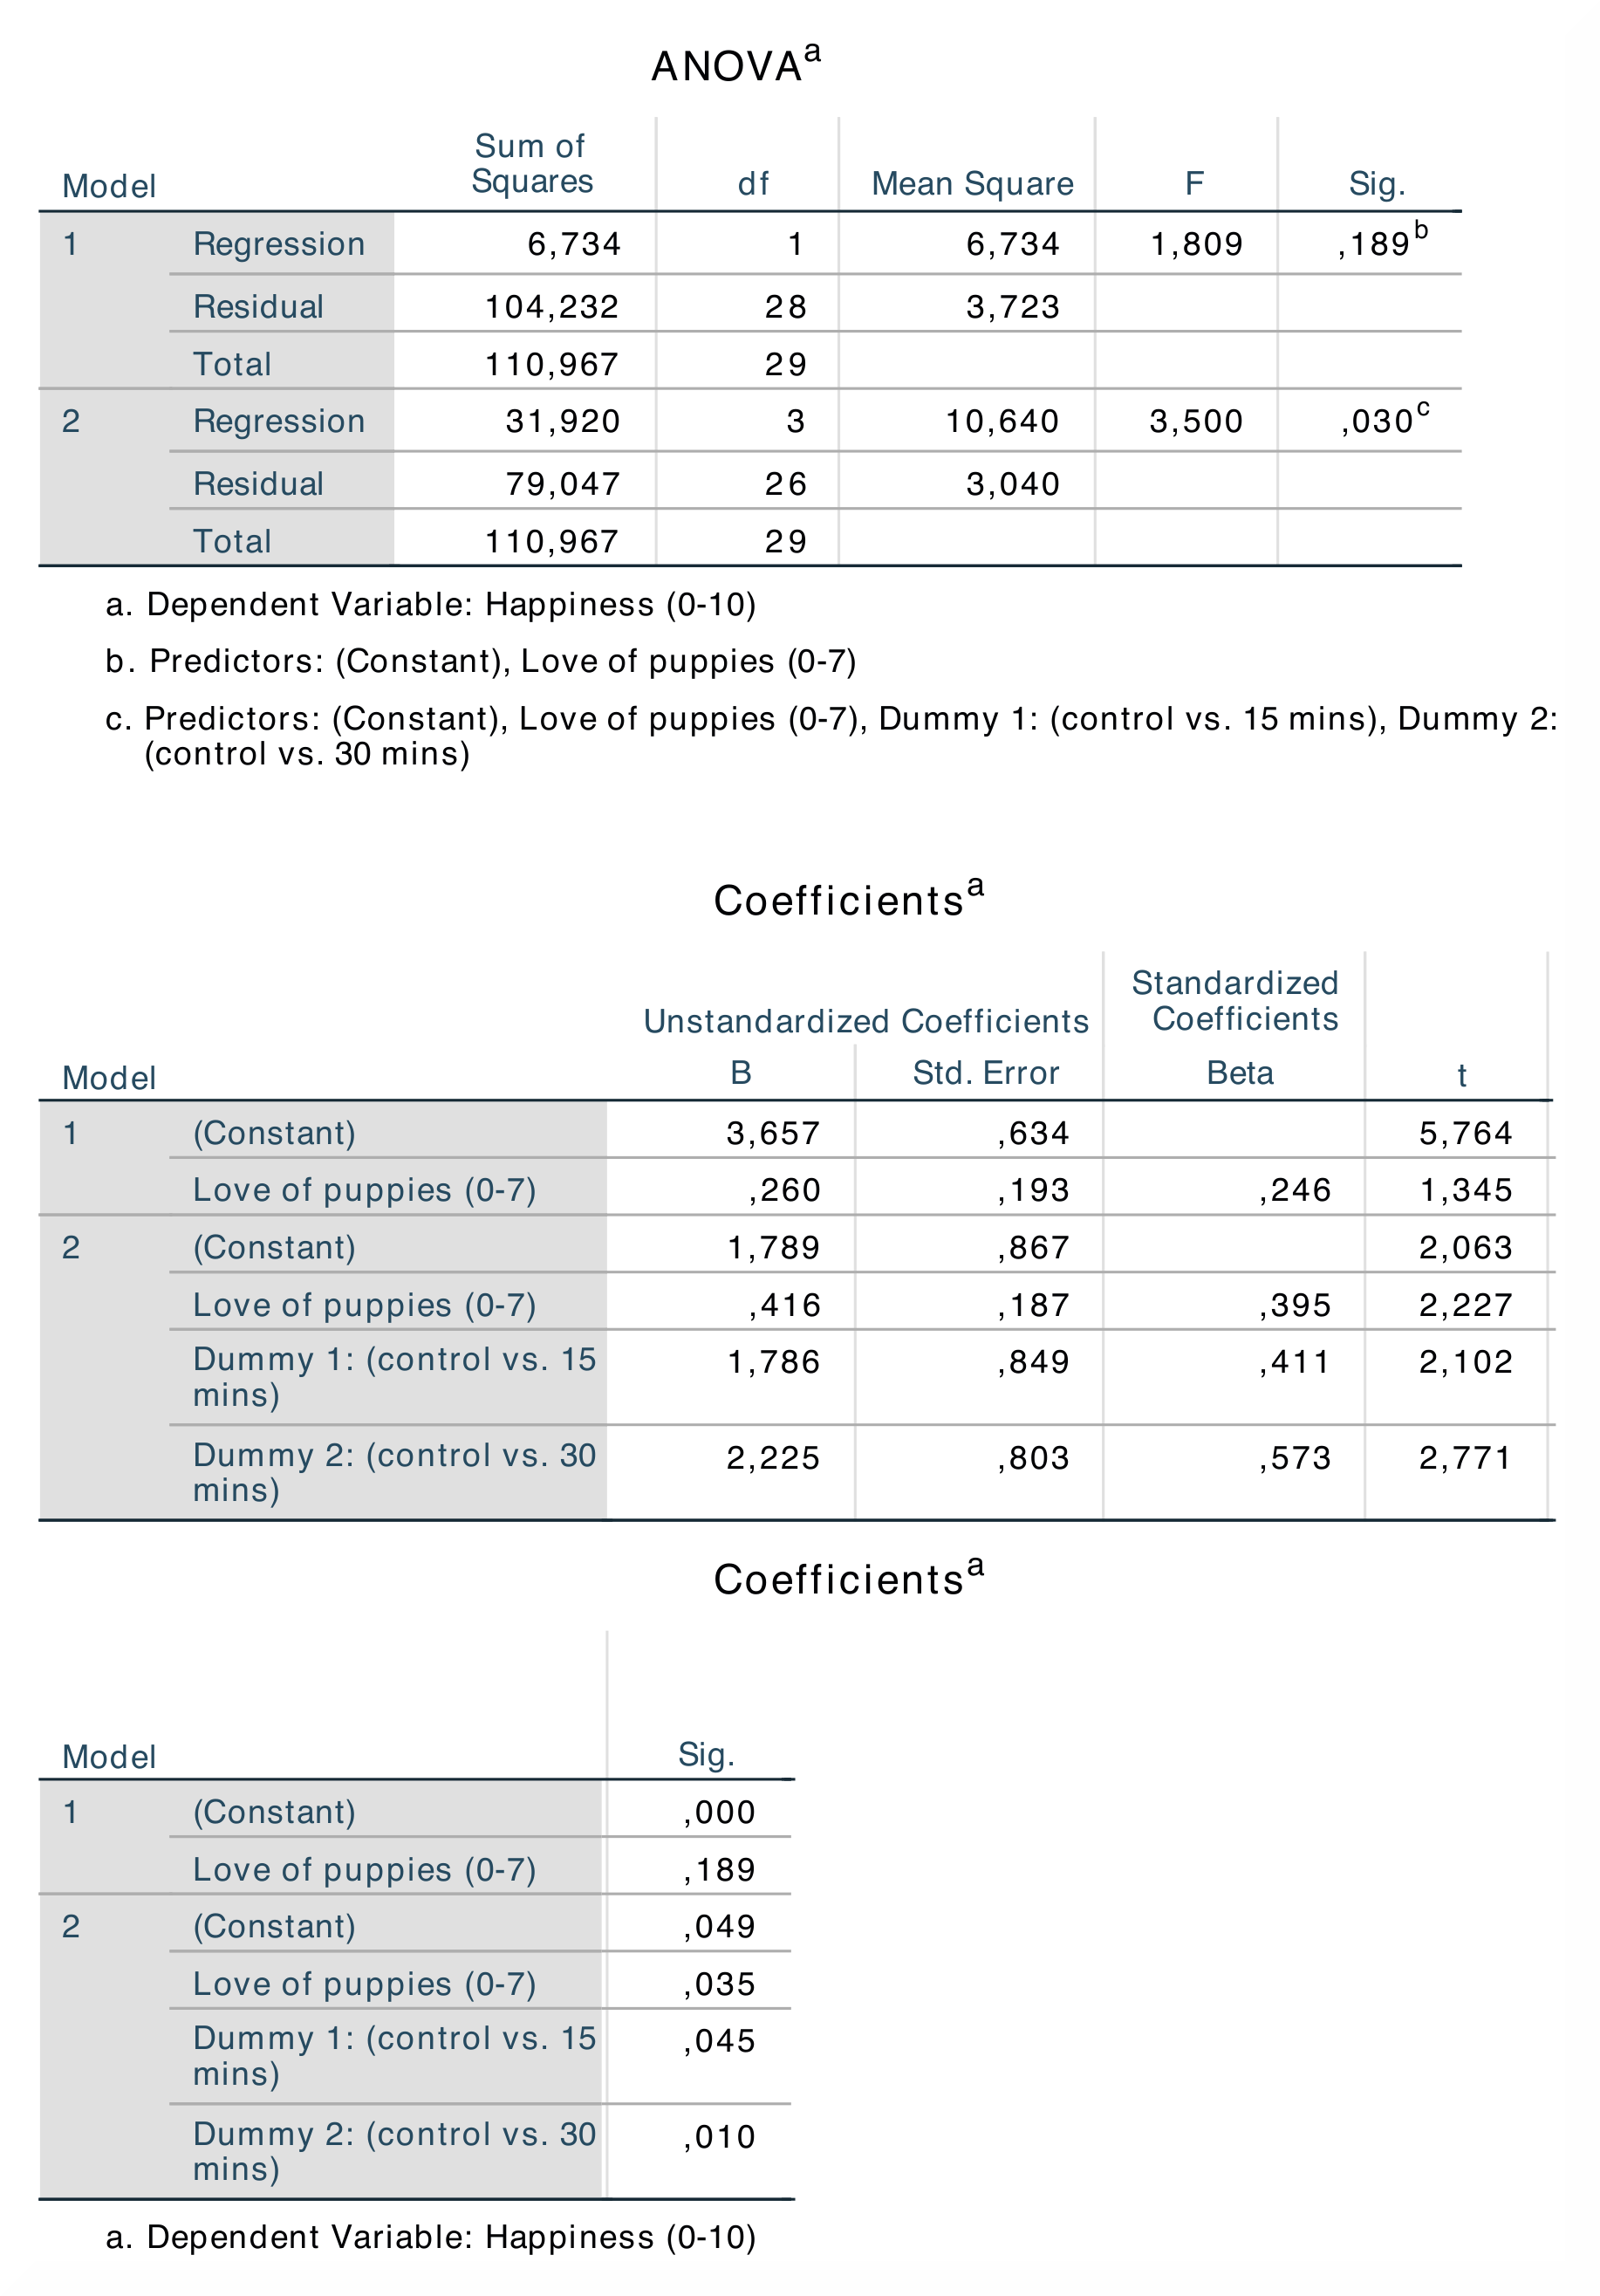 ANOVAa
Model Sum of Squares df Mean Square F Sig.
1 Regression 6,734 1 6,734 1,809 ,189b
Residual 104,232 28 3,723
Total 110,967 29
2 Regression 31,920 3 10,640 3,500 ,030c
Residual 79,047 26 3,040
Total 110,967 29
a. Dependent Variable: Happiness (0-10)
b. Predictors: (Constant), Love of puppies (0-7)
c. Predictors: (Constant), Love of puppies (0-7), Dummy 1: (control vs. 15 mins), Dummy 2:
(control vs. 30 mins)
Coefficientsa
Unstandardized Coefficients Standardized Coefficients
Model B Std. Error Beta t
1 (Constant) 3,657 ,634 5,764
Love of puppies (0-7) ,260 ,193 ,246 1,345
2 (Constant) 1,789 ,867 2,063
Love of puppies (0-7) ,416 ,187 ,395 2,227
Dummy 1: (control vs. 15 mins) 1,786 ,849 ,411 2,102
Dummy 2: (control vs. 30 mins) 2,225 ,803 ,573 2,771
Coefficientsa
Model Sig.
1 (Constant) ,000
Love of puppies (0-7) ,189
2 (Constant) ,049
Love of puppies (0-7) ,035
Dummy 1: (control vs. 15 mins) ,045
Dummy 2: (control vs. 30 mins) ,010
a. Dependent Variable: Happiness (0-10)